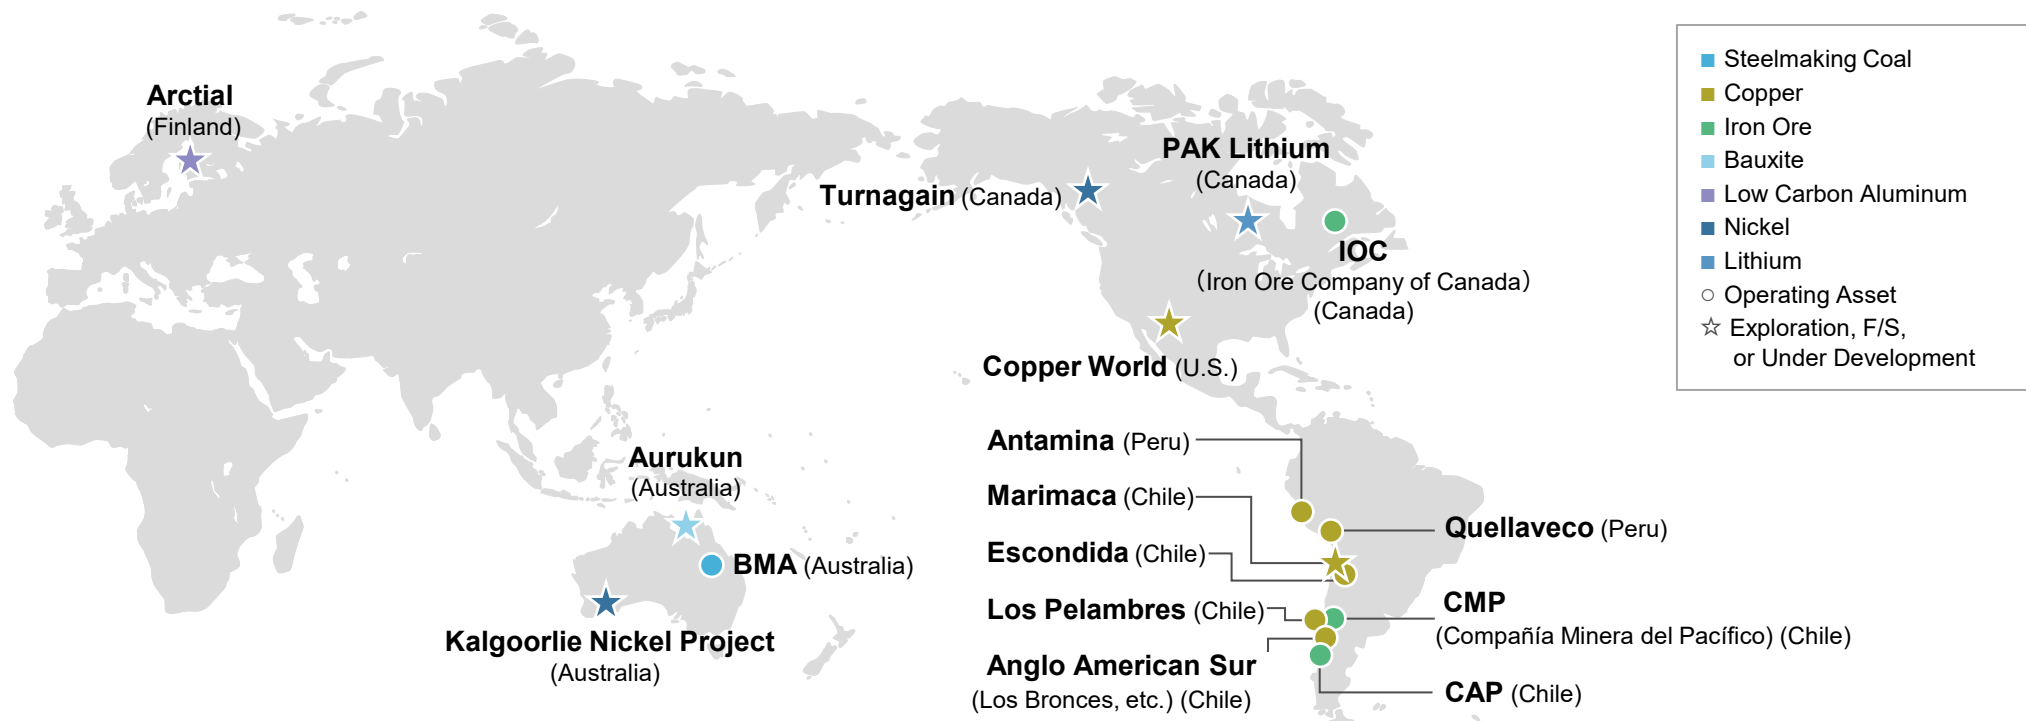 Arctial
(Finland)
Turnagain (Canada)
PAK Lithium
(Canada)
IOC
(Iron Ore Company of Canada)
(Canada)
Copper World (U.S.)
Aurukun
(Australia)
BMA (Australia)
Kalgoorlie Nickel Project
(Australia)
Antamina (Peru)
Marimaca (Chile)
Escondida (Chile)
Los Pelambres (Chile)
Anglo American Sur
(Los Bronces, etc.) (Chile)
Quellaveco (Peru)
CMP
(Compañía Minera del Pacífico) (Chile)
CAP (Chile)
Steelmaking Coal
Copper
Iron Ore
Bauxite
Low Carbon Aluminum
Nickel
Lithium
○ Operating Asset
☆ Exploration, F/S,
or Under Development